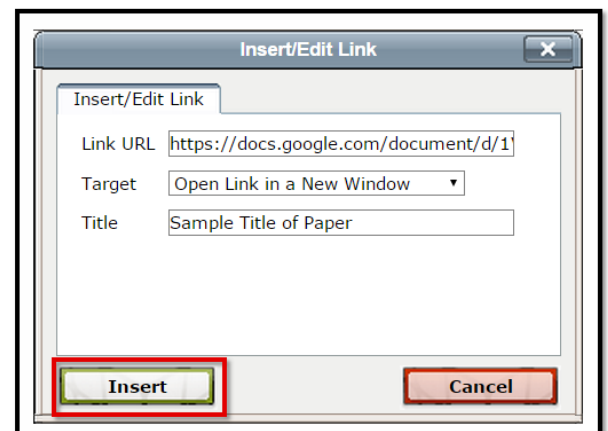 Insert/Edit Link
Insert/Edit Link
Link URL https://docs.google.com/document/d/1
Target Open Link in a New Window
Title Sample Title of Paper
Insert Cancel